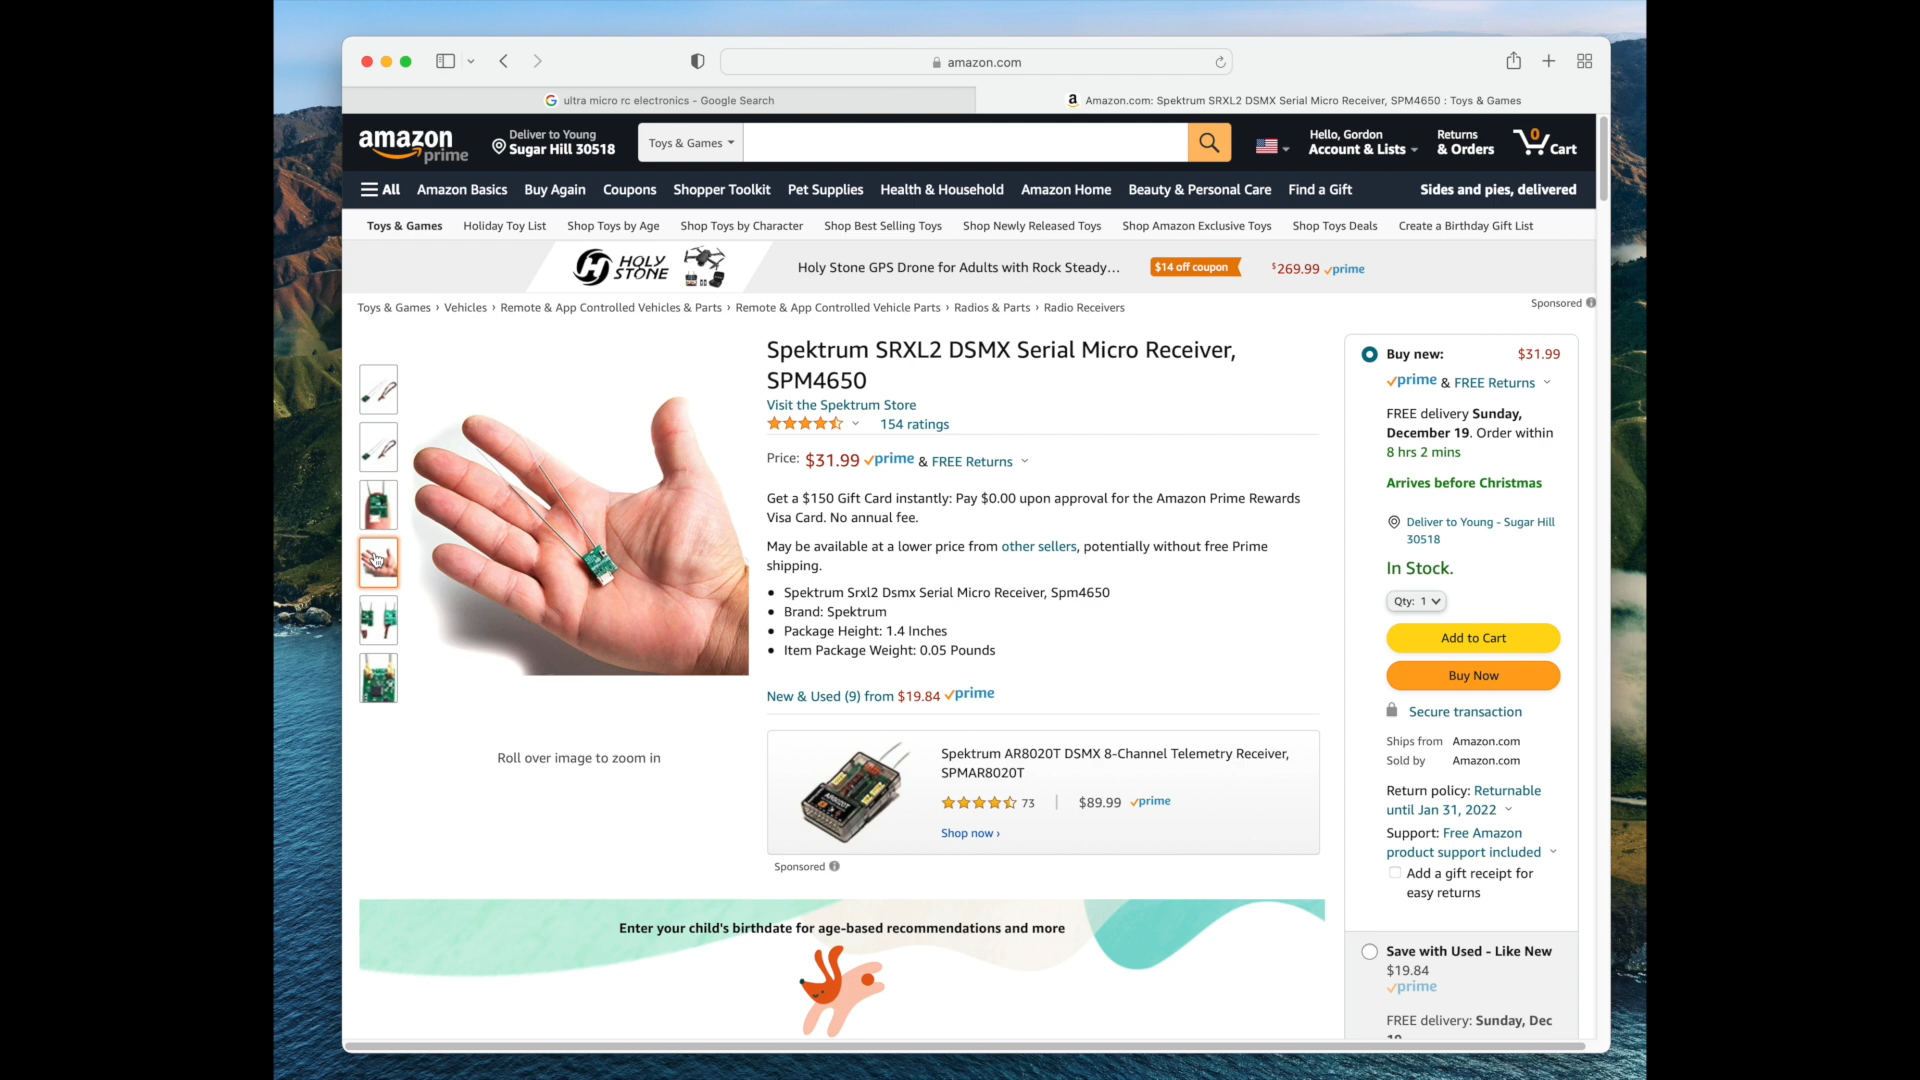 amazon.com
ultra micro rc electronics - Google Search
Amazon.com: Spektrum SRXL2 DSMX Serial Micro Receiver, SPM4650 : Toys & Games
amazon
prime
Deliver to Young
Sugar Hill 30518
Toys & Games
Hello, Gordon
Account & Lists
Returns
& Orders
0
Cart
All
Amazon Basics
Buy Again
Coupons
Shopper Toolkit
Pet Supplies
Health & Household
Amazon Home
Beauty & Personal Care
Find a Gift
Sides and pies, delivered
Toys & Games
Holiday Toy List
Shop Toys by Age
Shop Toys by Character
Shop Best Selling Toys
Shop Newly Released Toys
Shop Amazon Exclusive Toys
Shop Toys Deals
Create a Birthday Gift List
HOLY
STONE
Holy Stone GPS Drone for Adults with Rock Steady…
$14 off coupon
$269.99 prime
Sponsored
Toys & Games › Vehicles › Remote & App Controlled Vehicles & Parts › Remote & App Controlled Vehicle Parts › Radios & Parts › Radio Receivers
Spektrum SRXL2 DSMX Serial Micro Receiver,
SPM4650
Visit the Spektrum Store
154 ratings
Price: $31.99 prime & FREE Returns
Get a $150 Gift Card instantly: Pay $0.00 upon approval for the Amazon Prime Rewards
Visa Card. No annual fee.
May be available at a lower price from other sellers, potentially without free Prime
shipping.
• Spektrum Srxl2 Dsmx Serial Micro Receiver, Spm4650
• Brand: Spektrum
• Package Height: 1.4 Inches
• Item Package Weight: 0.05 Pounds
New & Used (9) from $19.84 prime
Roll over image to zoom in
AR8020T
Spektrum AR8020T DSMX 8-Channel Telemetry Receiver,
SPMAR8020T
73 | $89.99 prime
Shop now ›
Sponsored
Enter your child's birthdate for age-based recommendations and more
Buy new: $31.99
prime & FREE Returns
FREE delivery Sunday,
December 19. Order within
8 hrs 2 mins
Arrives before Christmas
Deliver to Young - Sugar Hill
30518
In Stock.
Qty: 1
Add to Cart
Buy Now
Secure transaction
Ships from Amazon.com
Sold by Amazon.com
Return policy: Returnable
until Jan 31, 2022
Support: Free Amazon
product support included
Add a gift receipt for
easy returns
Save with Used - Like New
$19.84
prime
FREE delivery: Sunday, Dec